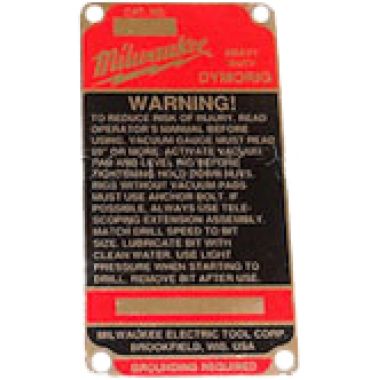 CAT. NO.
Milwaukee
HEAVY
DUTY
DYMORIG
WARNING!
TO REDUCE RISK OF INJURY, READ
OPERATOR'S MANUAL BEFORE
USING. VACUUM GAUGE MUST READ
OR MORE. ACTIVATE VACUUM
PAD AND LEVEL RIG BEFORE
TIGHTENING HOLD DOWN
RIGS WITHOUT VACUUM PADS
MUST USE ANCHOR BOLT. IF
POSSIBLE, ALWAYS USE TELE-
SCOPING EXTENSION ASSEMBLY.
MATCH DRILL SPEED TO BIT
SIZE. LUBRICATE BIT WITH
CLEAN WATER. USE LIGHT
PRESSURE WHEN STARTING TO
DRILL. REMOVE BIT AFTER USE.
MILWAUKEE ELECTRIC TOOL CORP.
BROOKFIELD, WIS. USA
GROUNDING REQUIRED